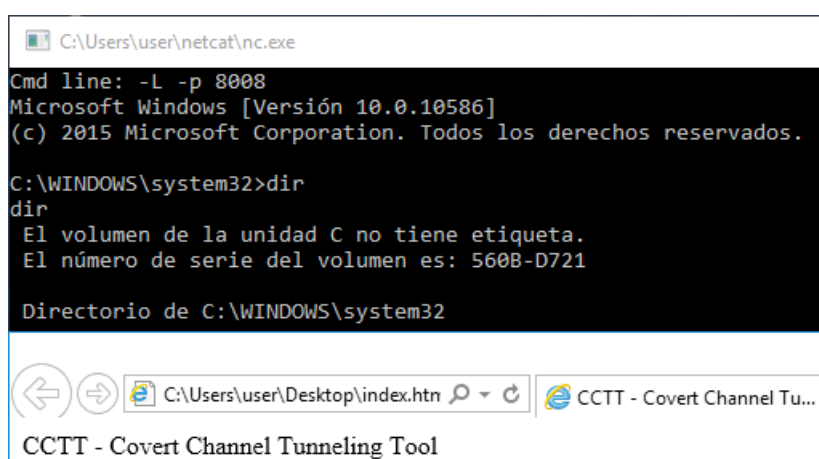 C:\Users\user\netcat\nc.exe
Cmd line: -L -p 8008
Microsoft Windows [Versión 10.0.10586]
(c) 2015 Microsoft Corporation. Todos los derechos reservados.
C:\WINDOWS\system32>dir
dir
El volumen de la unidad C no tiene etiqueta.
El número de serie del volumen es: 560B-D721
Directorio de C:\WINDOWS\system32
C:\Users\user\Desktop\index.htn CCTT - Covert Channel Tu...
CCTT - Covert Channel Tunneling Tool